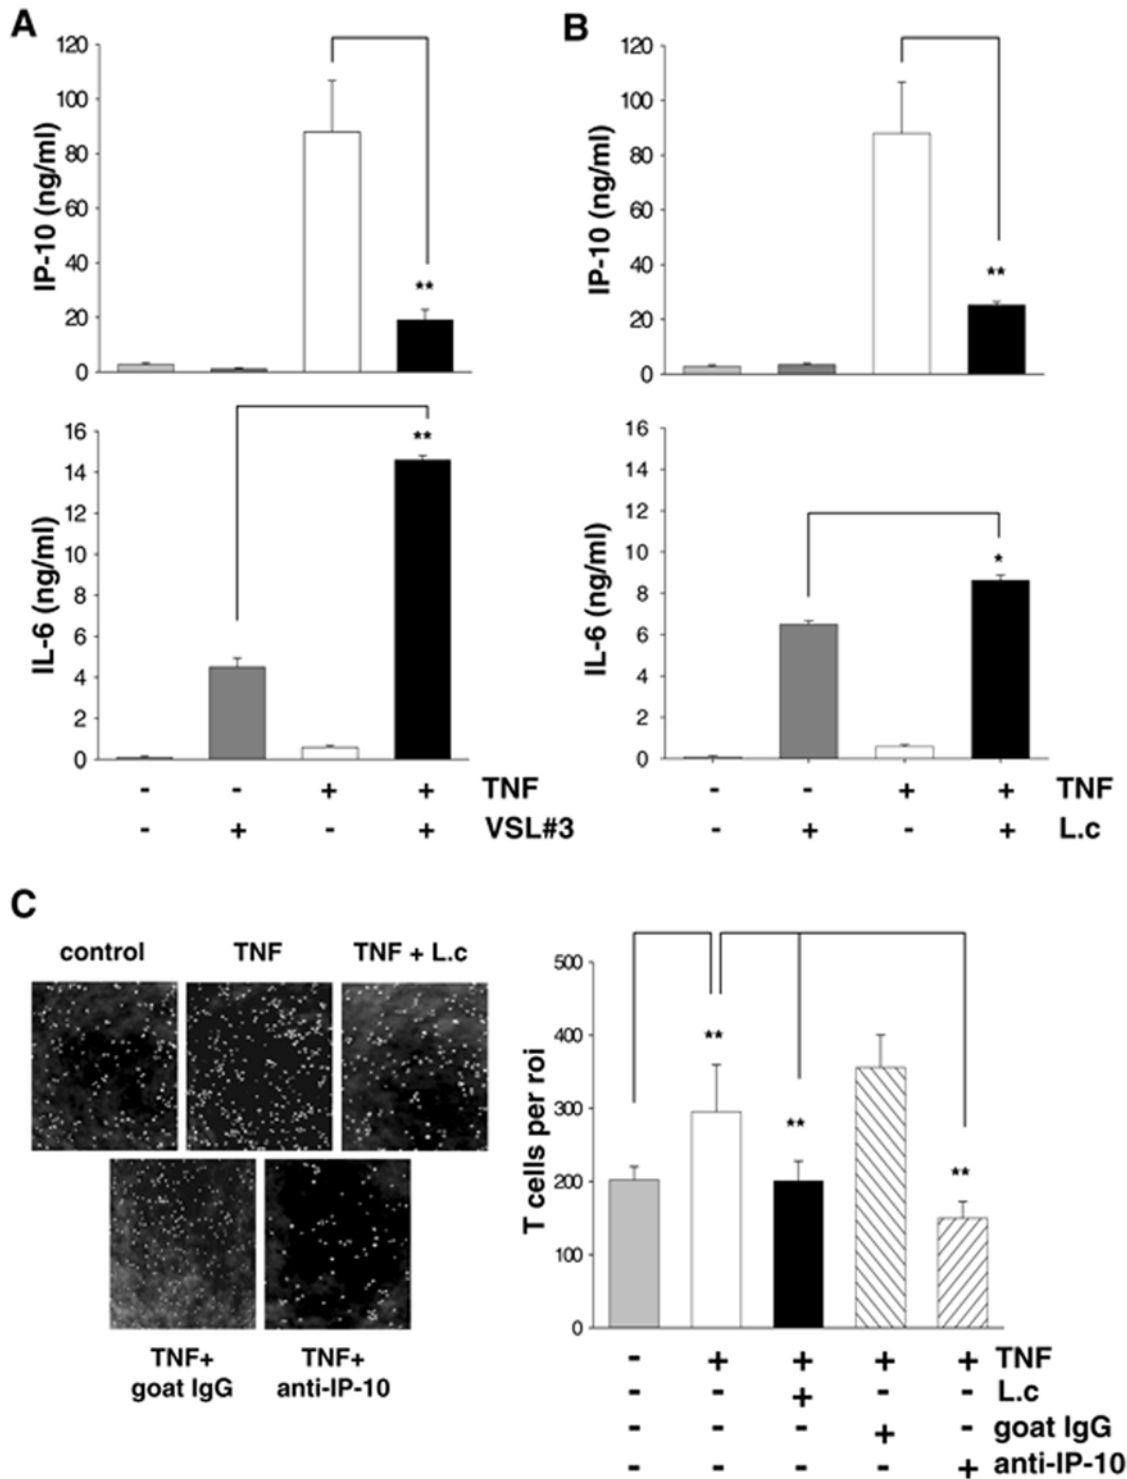 A
B
120
100
80
60
40
20
0
IP-10 (ng/ml)
**
120
100
80
60
40
20
0
IP-10 (ng/ml)
**
16
14
12
10
8
6
4
2
0
IL-6 (ng/ml)
**
16
14
12
10
8
6
4
2
0
IL-6 (ng/ml)
*
- - + + TNF
- + - + VSL#3
- - + + TNF
- + - + L.c
C
control TNF TNF + L.c
TNF+ TNF+
goat IgG anti-IP-10
500
400
300
200
100
0
T cells per roi
**
**
**
- + + + + TNF
- - + - - L.c
- - - + - goat IgG
- - - - + anti-IP-10